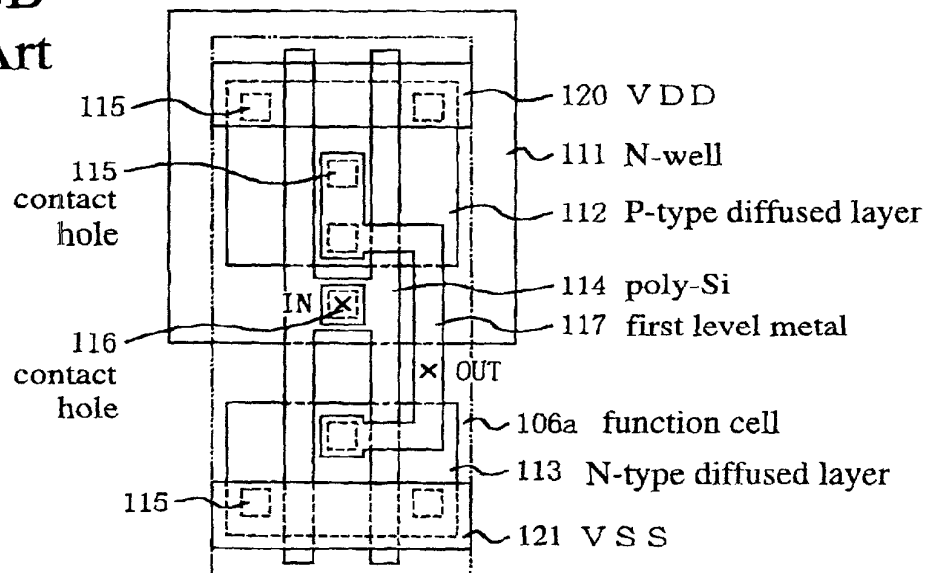 Art
115
115
contact
hole
IN
116
contact
hole
115
120 VDD
111 N-well
112 P-type diffused layer
114 poly-Si
117 first level metal
OUT
106a function cell
113 N-type diffused layer
121 VSS